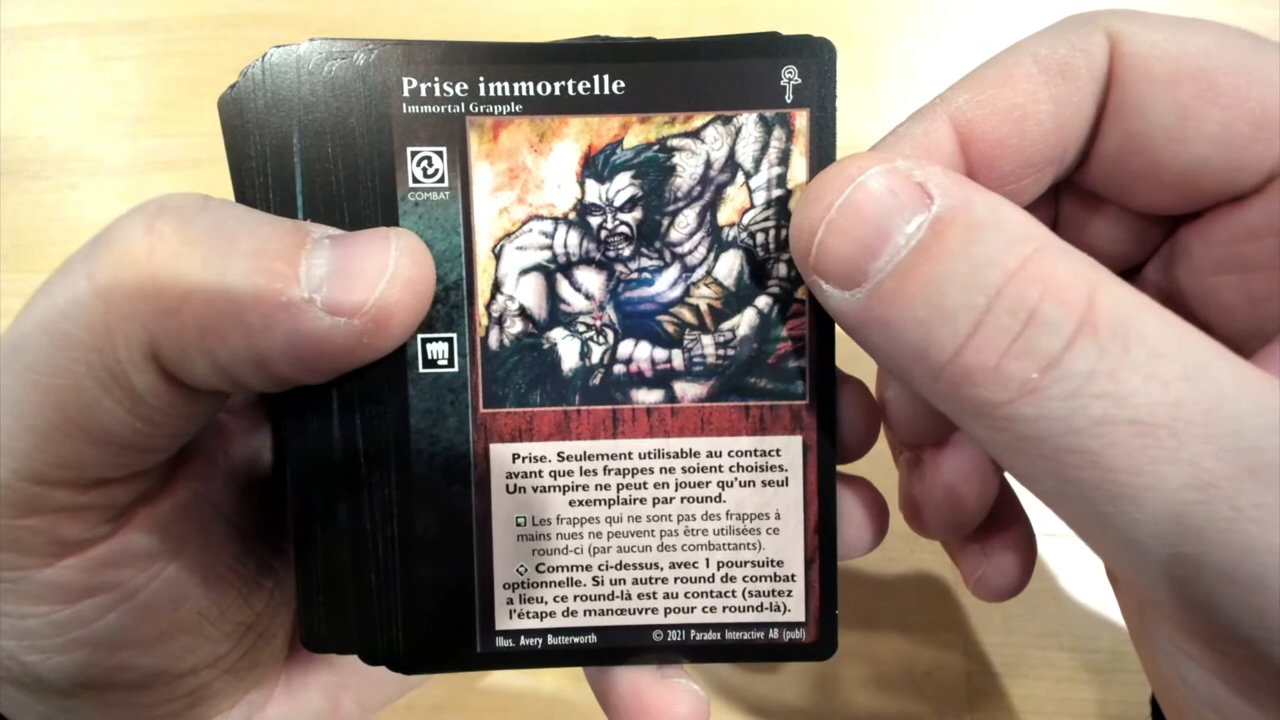 Prise immortelle
Immortal Grapple
COMBAT
Prise. Seulement utilisable au contact
avant que les frappes ne soient choisies.
Un vampire ne peut en jouer qu'un seul
exemplaire par round.
Les frappes qui ne sont pas des frappes à
mains nues ne peuvent pas être utilisées ce
round-ci (par aucun des combattants).
Comme ci-dessus, avec 1 poursuite
optionnelle. Si un autre round de combat
a lieu, ce round-là est au contact (sautez
l'étape de manœuvre pour ce round-là).
Illus. Avery Butterworth
© 2021 Paradox Interactive AB (publ)